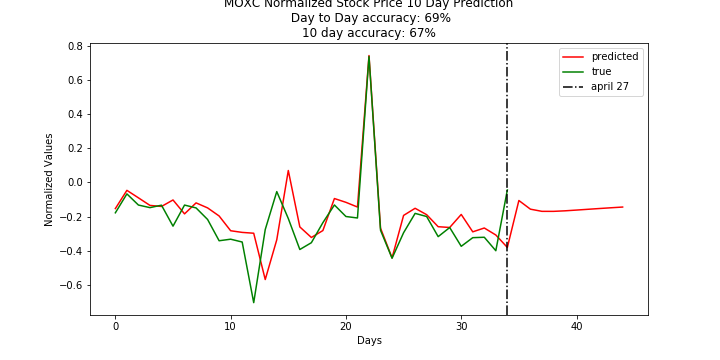 MOXC Normalized Stock Price 10 Day Prediction
Day to Day accuracy: 69%
10 day accuracy: 67%
predicted
true
april 27
Normalized Values
0.8
0.6
0.4
0.2
0.0
−0.2
−0.4
−0.6
0 10 20 30 40
Days